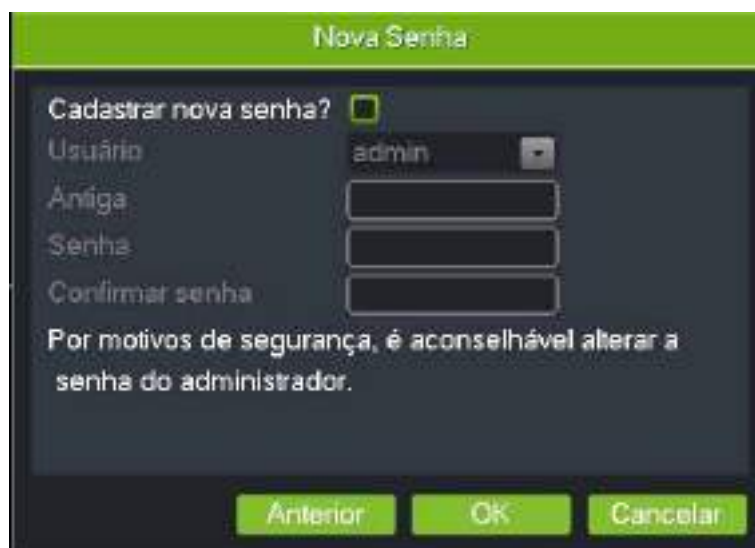 Nova Senha
Cadastrar nova senha?
Usuário admin
Antiga
Senha
Confirmar senha
Por motivos de segurança, é aconselhável alterar a
senha do administrador.
Anterior OK Cancelar